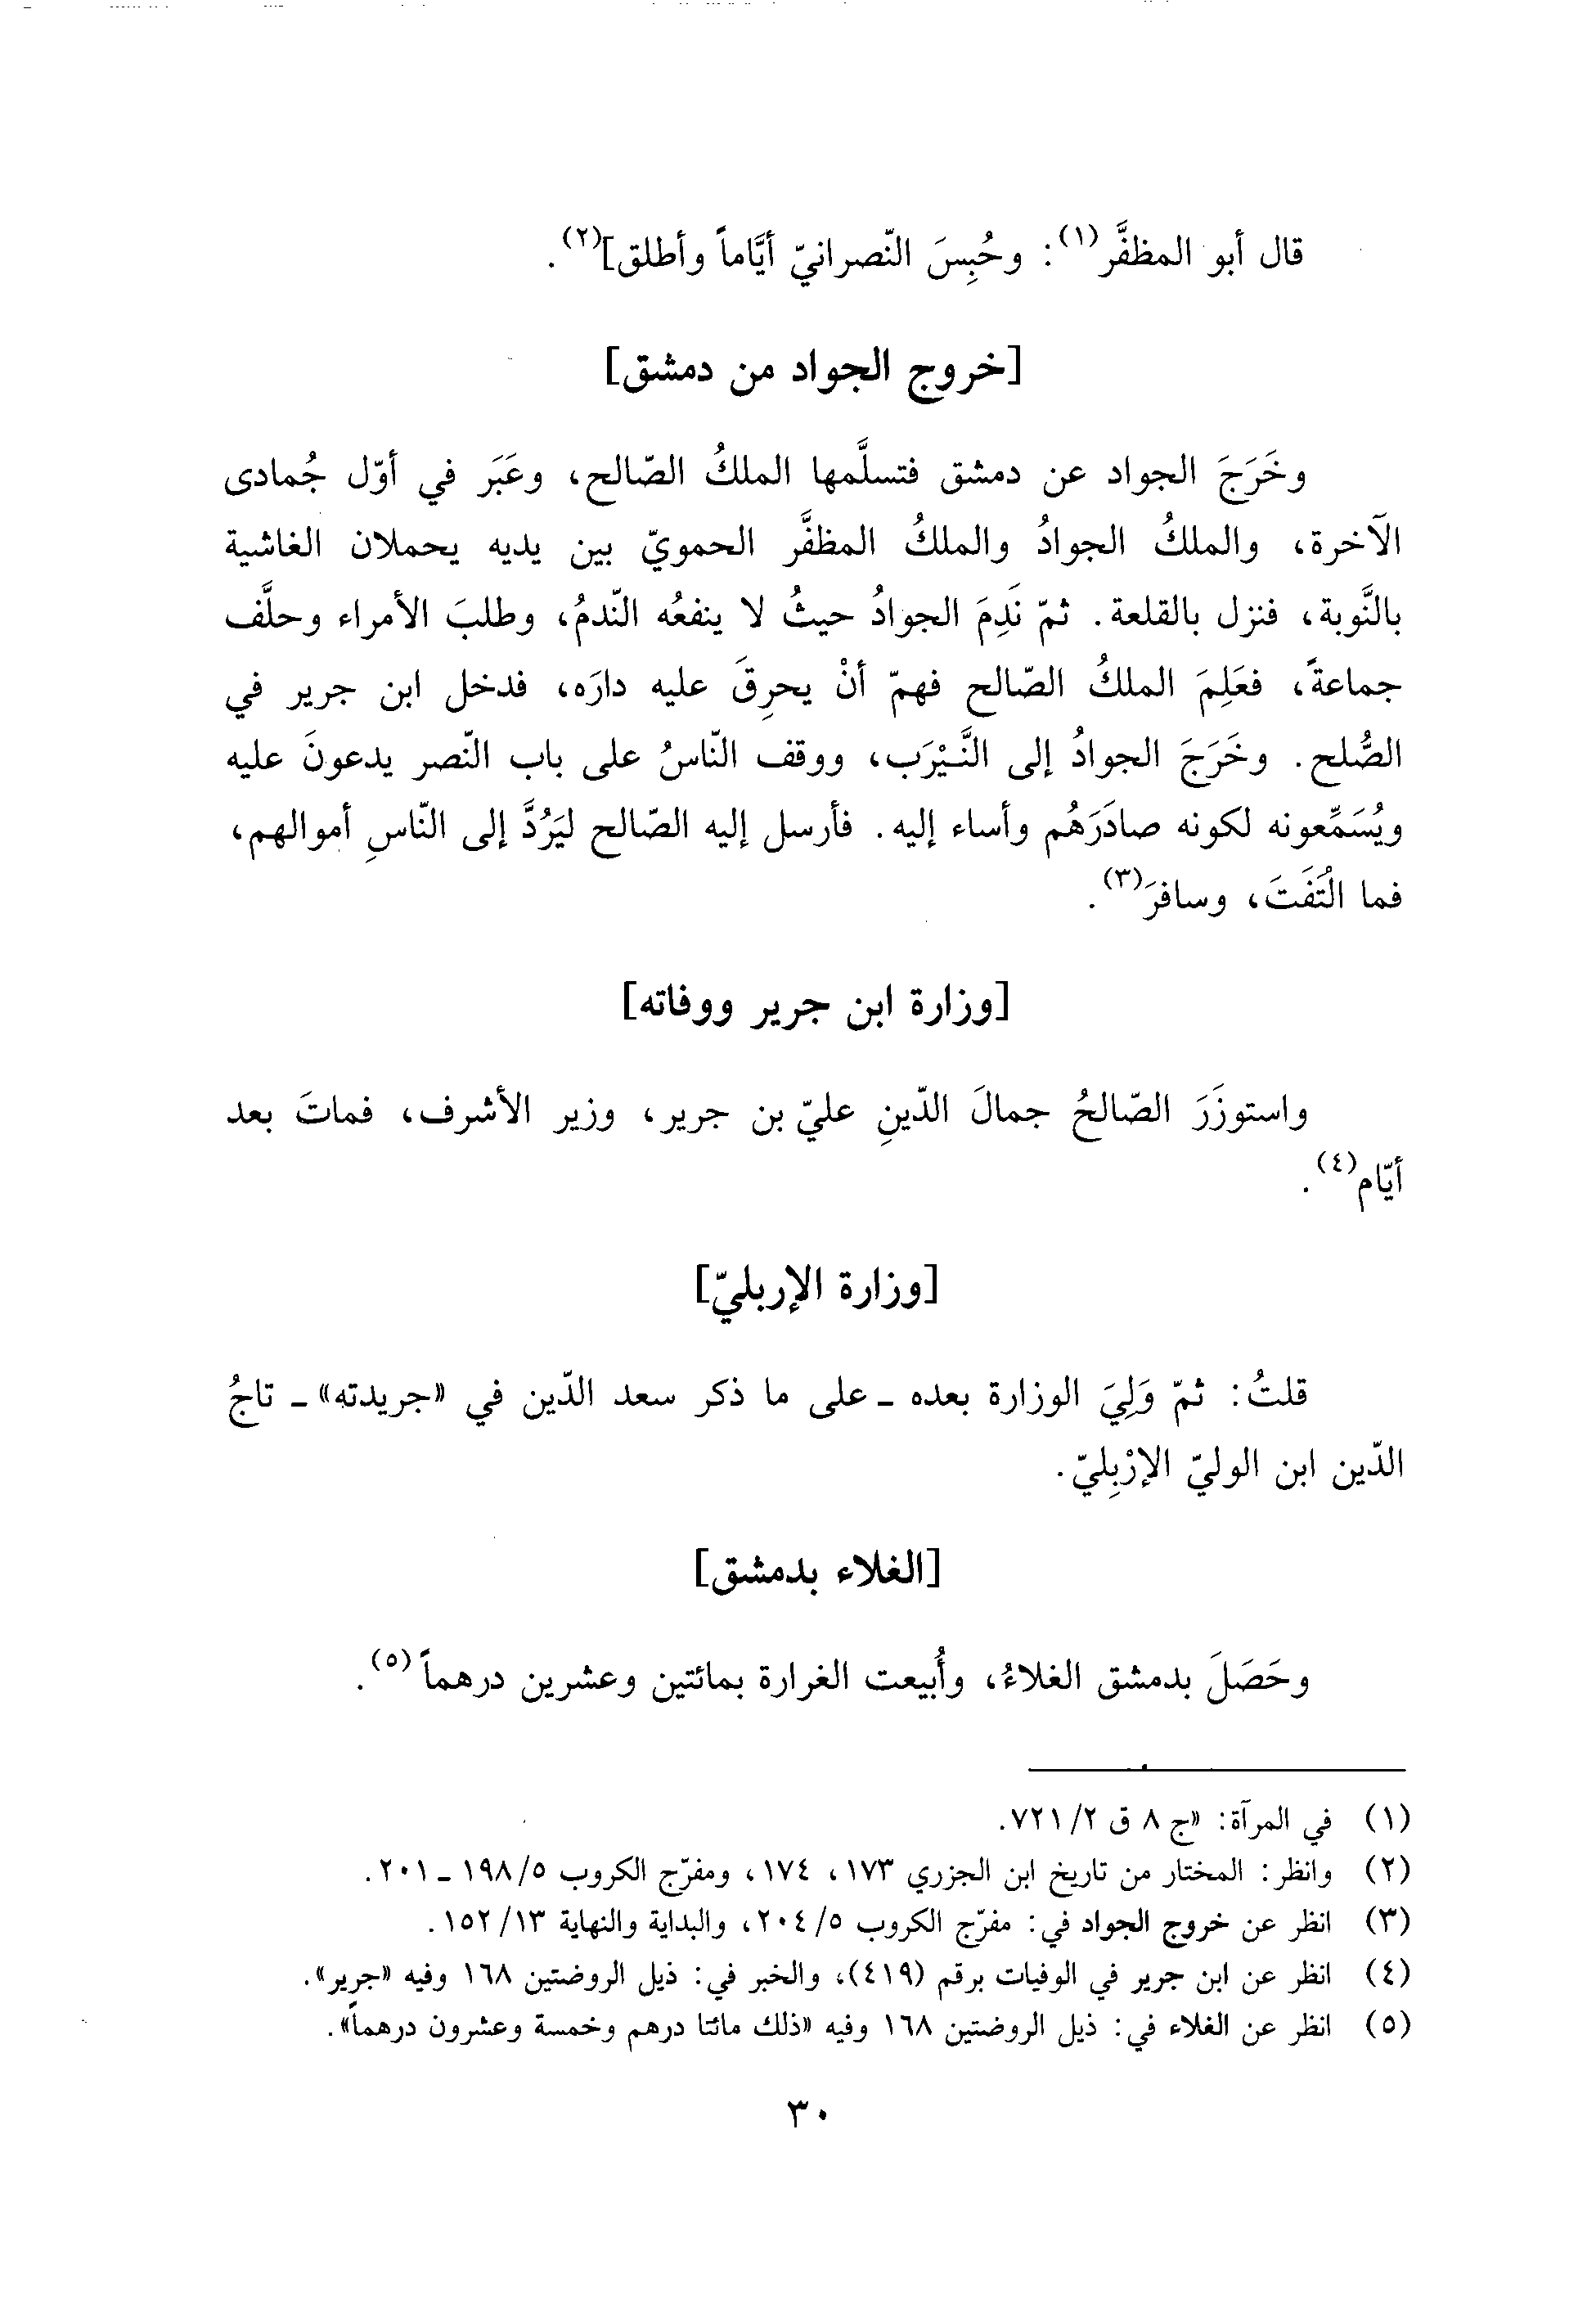 قال أبو المظفَّر(١): وحُبِسَ النّصرانيّ أيَّاماً وأطلق](٢).
[خروج الجواد من دمشق]
وخَرَجَ الجواد عن دمشق فتسلَّمها الملكُ الصّالح، وعَبَر في أوّل جُمادى
الآخرة، والملكُ الجوادُ والملكُ المظفَّر الحمويّ بين يديه يحملان الغاشية
بالنَّوبة، فنزل بالقلعة. ثمّ نَدِمَ الجوادُ حيثُ لا ينفعُه النّدمُ، وطلبَ الأمراء وحلَّف
جماعةً، فعَلِمَ الملكُ الصّالح فهمّ أنْ يحرِقَ عليه دارَه، فدخل ابن جرير في
الصُّلح. وخَرَجَ الجوادُ إلى النَّيْرَب، ووقف النّاسُ على باب النّصر يدعونَ عليه
ويُسَمِّعونه لكونه صادَرَهُم وأساء إليه. فأرسل إليه الصّالح ليَرُدَّ إلى النّاسِ أموالهم،
فما الْتَفَتَ، وسافرَ(٣).
[وزارة ابن جرير ووفاته]
واستوزَرَ الصّالحُ جمالَ الدّينِ عليّ بن جرير، وزير الأشرف، فماتَ بعد
أيّام(٤).
[وزارة الإربليّ]
قلتُ: ثمّ وَلِيَ الوزارة بعده ـ على ما ذكر سعد الدّين في «جريدته» ـ تاجُ
الدّين ابن الوليّ الإرْبِليّ.
[الغلاء بدمشق]
وحَصَلَ بدمشق الغلاءُ، وأُبيعت الغرارة بمائتين وعشرين درهماً(٥).
(١) في المرآة: «ج ٨ ق ٧٢١/٢.
(٢) وانظر: المختار من تاريخ ابن الجزري ١٧٣، ١٧٤، ومفرّج الكروب ١٩٨/٥ ـ ٢٠١.
(٣) انظر عن خروج الجواد في: مفرّج الكروب ٢٠٤/٥، والبداية والنهاية ١٥٢/١٣.
(٤) انظر عن ابن جرير في الوفيات برقم (٤١٩)، والخبر في: ذيل الروضتين ١٦٨ وفيه «جرير».
(٥) انظر عن الغلاء في: ذيل الروضتين ١٦٨ وفيه «ذلك مائتا درهم وخمسة وعشرون درهماً».
٣٠